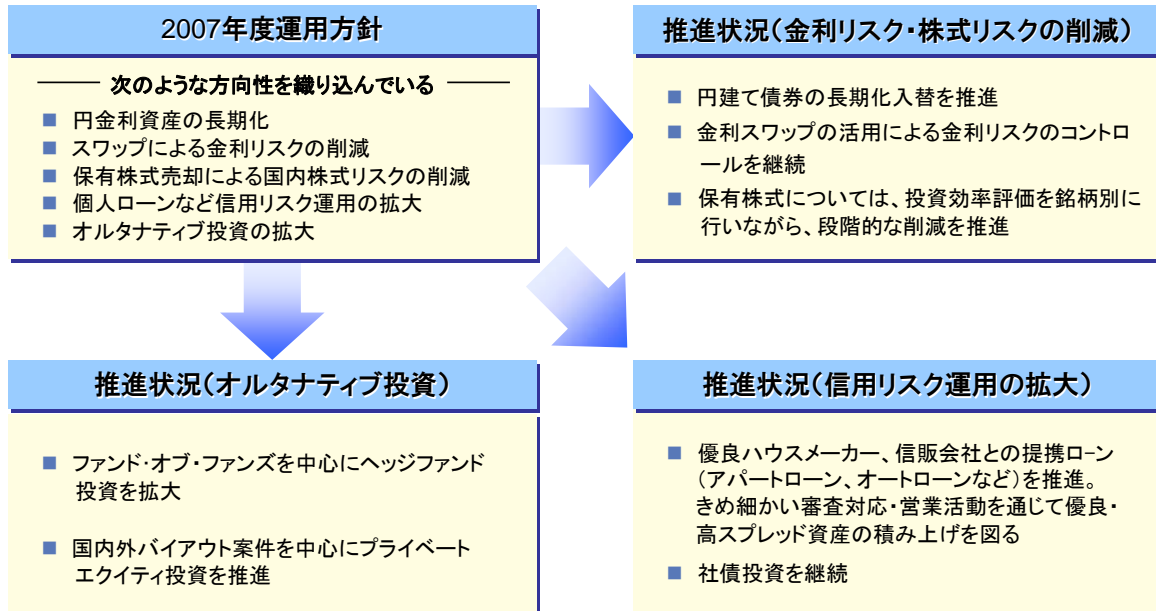 2007年度運用方針
次のような方向性を織り込んでいる
■ 円金利資産の長期化
■ スワップによる金利リスクの削減
■ 保有株式売却による国内株式リスクの削減
■ 個人ローンなど信用リスク運用の拡大
■ オルタナティブ投資の拡大
推進状況（金利リスク・株式リスクの削減）
■ 円建て債券の長期化入替を推進
■ 金利スワップの活用による金利リスクのコントロ
ールを継続
■ 保有株式については、投資効率評価を銘柄別に
行いながら、段階的な削減を推進
推進状況（オルタナティブ投資）
■ ファンド・オブ・ファンズを中心にヘッジファンド
投資を拡大
■ 国内外バイアウト案件を中心にプライベート
エクイティ投資を推進
推進状況（信用リスク運用の拡大）
■ 優良ハウスメーカー、信販会社との提携ローン
（アパートローン、オートローンなど）を推進。
きめ細かい審査対応・営業活動を通じて優良・
高スプレッド資産の積み上げを図る
■ 社債投資を継続